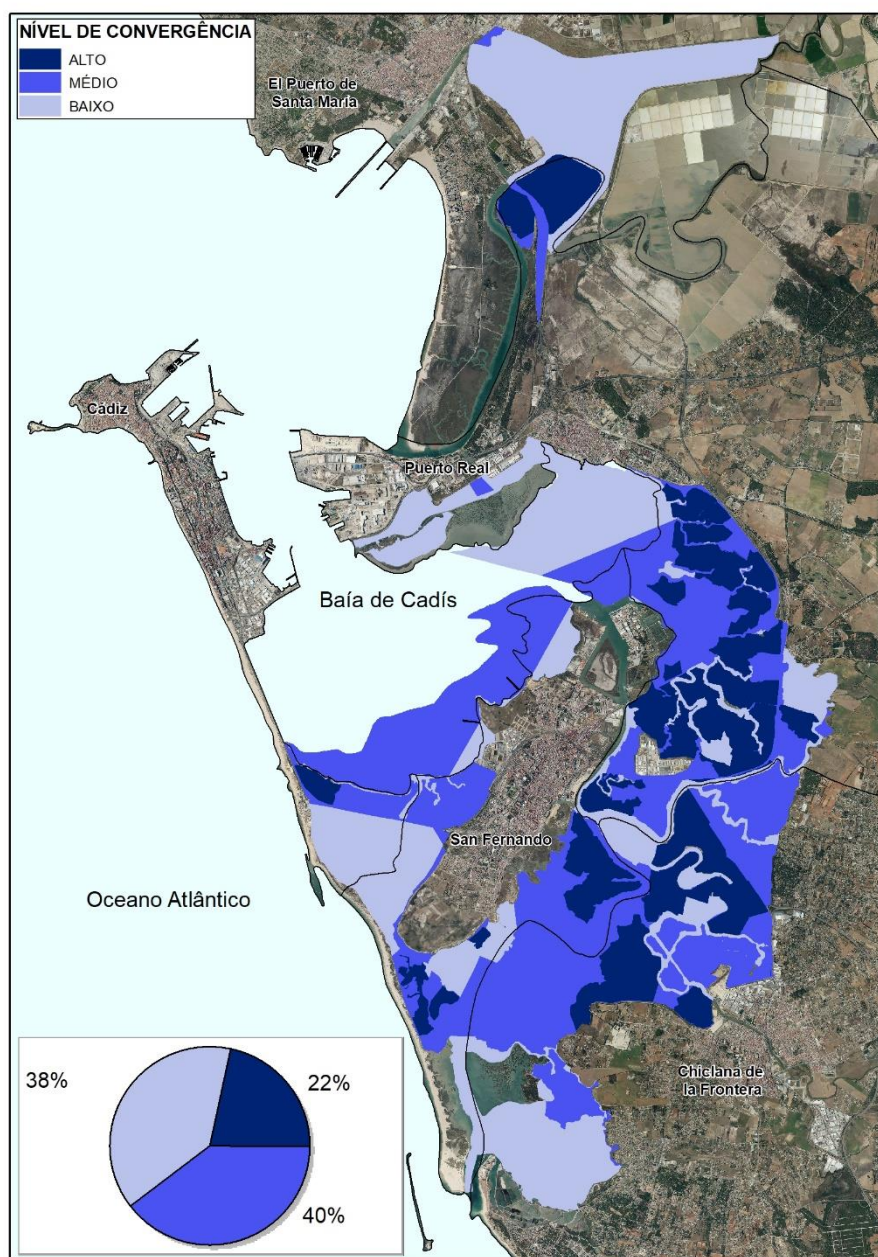 NÍVEL DE CONVERGÊNCIA
ALTO
MÉDIO
BAIXO
El Puerto de
Santa María
Cádiz
Puerto Real
Baía de Cadís
San Fernando
Oceano Atlântico
Chiclana de
la Frontera
38%
22%
40%